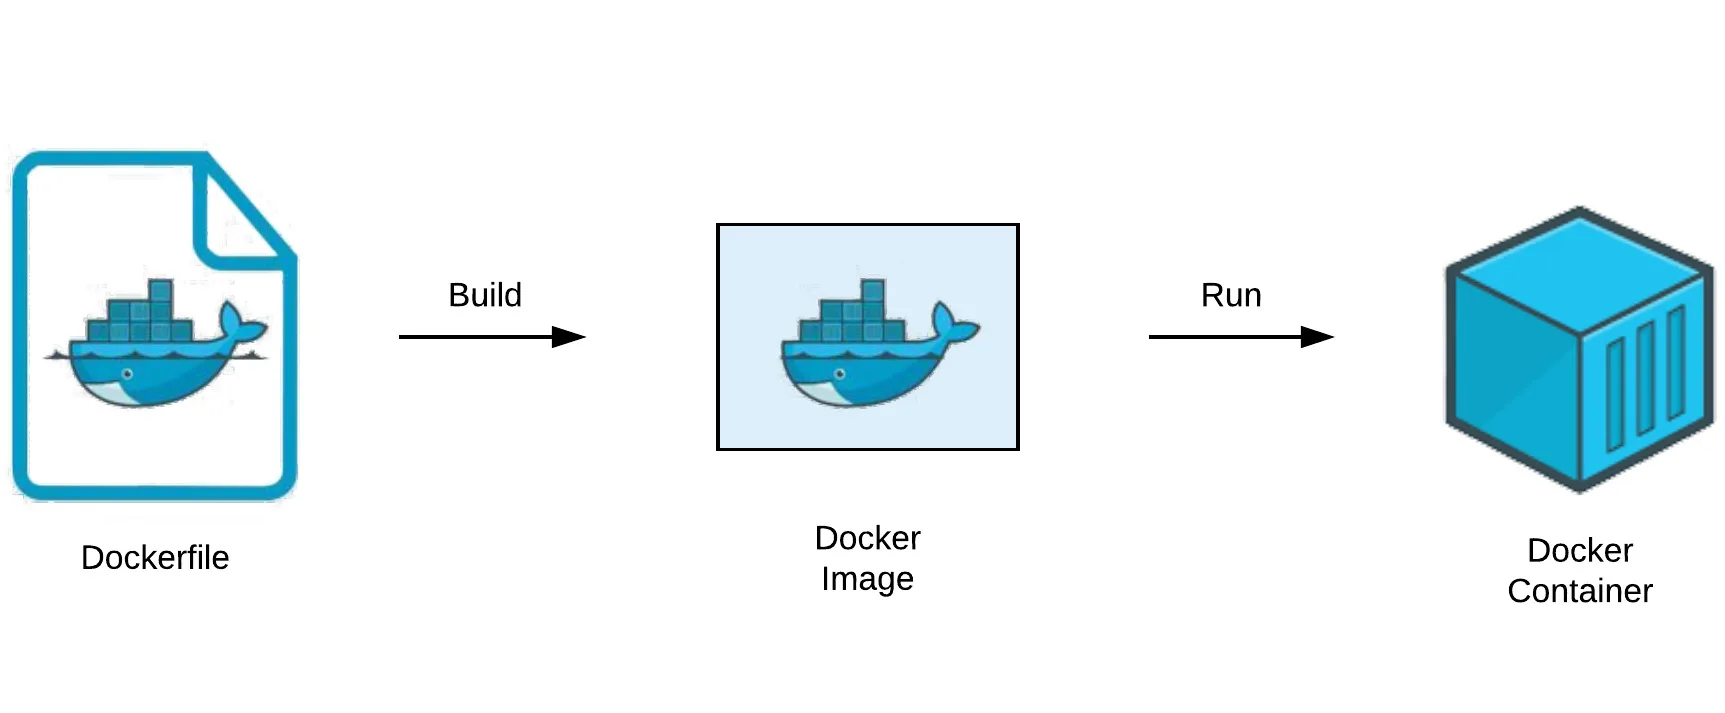 Build
Run
Dockerfile
Docker
Image
Docker
Container